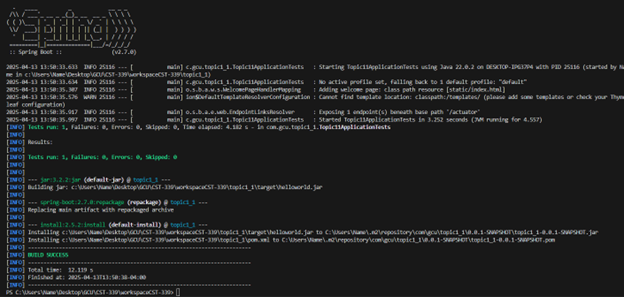 :: Spring Boot :: (v2.7.0)
2025-04-13 13:50:33.633 INFO 25116 --- [ main] c.gcu.topic1_1.Topic11ApplicationTests : Starting Topic11ApplicationTests using Java 22.0.2 on with PID 25116 (started by Na
me in c:\Users\Name\Desktop\GCU\CST-339\workspaceCST-339\topic1_1)
2025-04-13 13:50:33.634 INFO 25116 --- [ main] c.gcu.topic1_1.Topic11ApplicationTests : No active profile set, falling back to 1 default profile: "default"
2025-04-13 13:50:35.307 INFO 25116 --- [ main] o.s.b.a.w.s.WelcomePageHandlerMapping : Adding welcome page: class path resource [static/index.html]
2025-04-13 13:50:35.576 WARN 25116 --- [ main] ion$DefaultTemplateResolverConfiguration : Cannot find template location: classpath:/templates/ (please add some templates or check your Thyme
leaf configuration)
2025-04-13 13:50:35.997 INFO 25116 --- [ main] o.s.b.a.e.web.EndpointLinksResolver : Exposing 1 endpoint(s) beneath base path '/actuator'
2025-04-13 13:50:36.057 INFO 25116 --- [ main] c.gcu.topic1_1.Topic11ApplicationTests : Started Topic11ApplicationTests in 3.252 seconds (JVM running for 4.557)
[INFO] Tests run: 1, Failures: 0, Errors: 0, Skipped: 0, Time elapsed: 4.182 s - in com.gcu.topic1_1.Topic11ApplicationTests
[INFO]
[INFO] Results:
[INFO]
[INFO] Tests run: 1, Failures: 0, Errors: 0, Skipped: 0
[INFO]
[INFO]
[INFO] --- jar:3.2.2:jar (default-jar) @ topic1_1 ---
[INFO] Building jar: c:\Users\Name\Desktop\GCU\CST-339\workspaceCST-339\topic1_1\target\helloworld.jar
[INFO]
[INFO] --- spring-boot:2.7.0:repackage (repackage) @ topic1_1 ---
[INFO] Replacing main artifact with repackaged archive
[INFO]
[INFO] --- install:2.5.2:install (default-install) @ topic1_1 ---
[INFO] Installing c:\Users\Name\Desktop\GCU\CST-339\workspaceCST-339\topic1_1\target\helloworld.jar to C:\Users\Name\.m2\repository\com\gcu\topic1_1\0.0.1-SNAPSHOT\topic1_1-0.0.1-SNAPSHOT.jar
[INFO] Installing c:\Users\Name\Desktop\GCU\CST-339\workspaceCST-339\topic1_1\pom.xml to C:\Users\Name\.m2\repository\com\gcu\topic1_1\0.0.1-SNAPSHOT\topic1_1-0.0.1-SNAPSHOT.pom
[INFO] ------------------------------------------------------------------------
[INFO] BUILD SUCCESS
[INFO] ------------------------------------------------------------------------
[INFO] Total time: 12.119 s
[INFO] Finished at: 2025-04-13T13:50:38-04:00
[INFO] ------------------------------------------------------------------------
PS C:\Users\Name\Desktop\GCU\CST-339\workspaceCST-339>